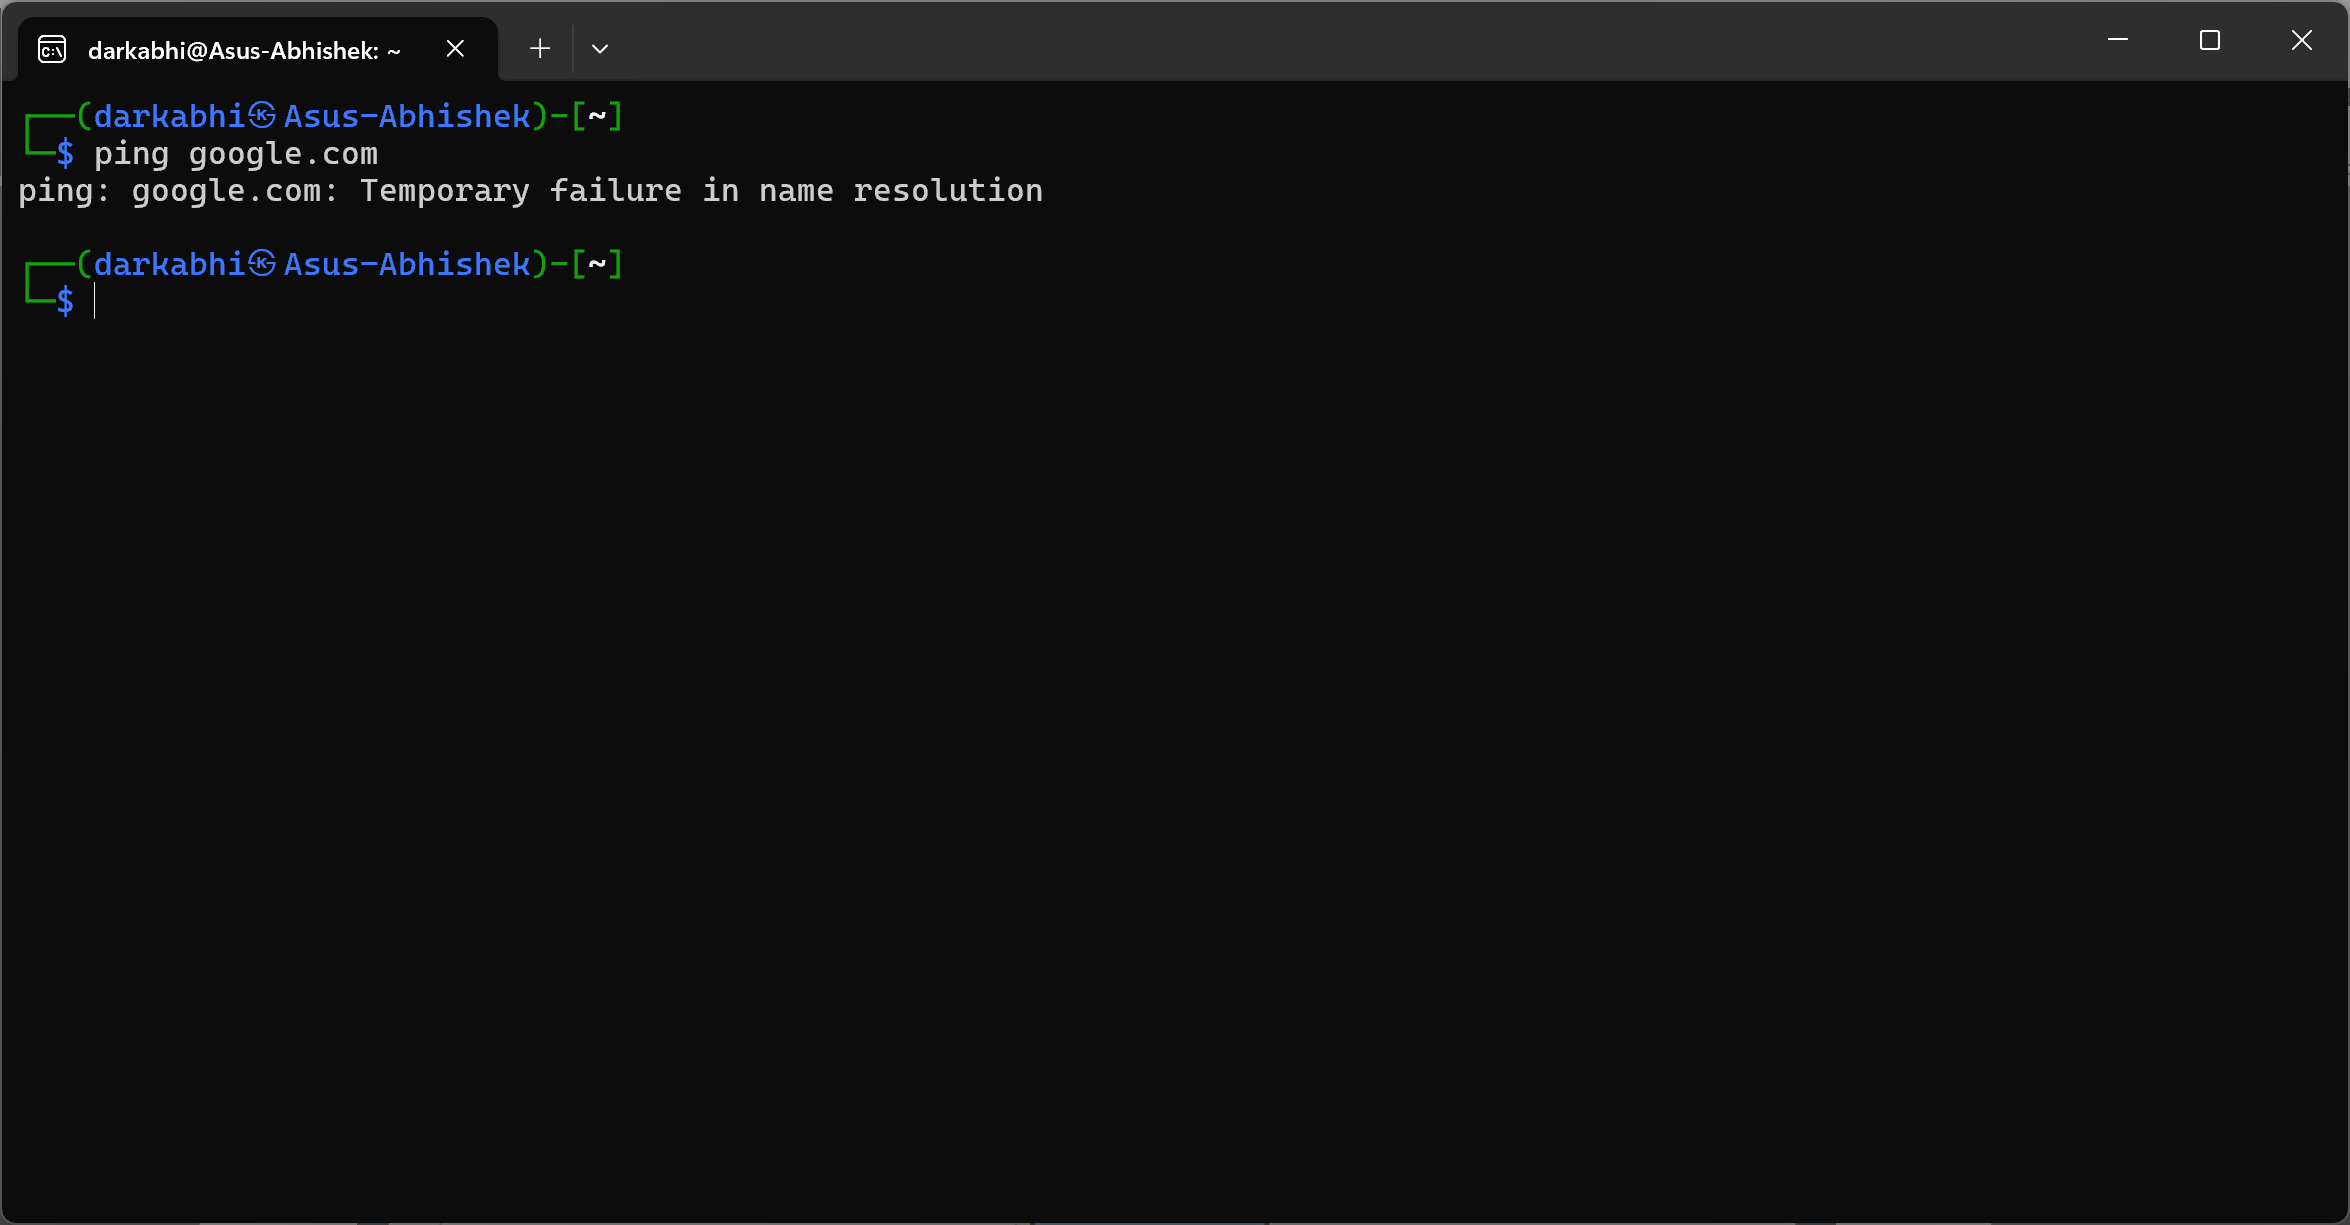 darkabhi@Asus-Abhishek: ~
┌──(darkabhi㉿Asus-Abhishek)-[~]
└─$ ping google.com
ping: google.com: Temporary failure in name resolution
┌──(darkabhi㉿Asus-Abhishek)-[~]
└─$